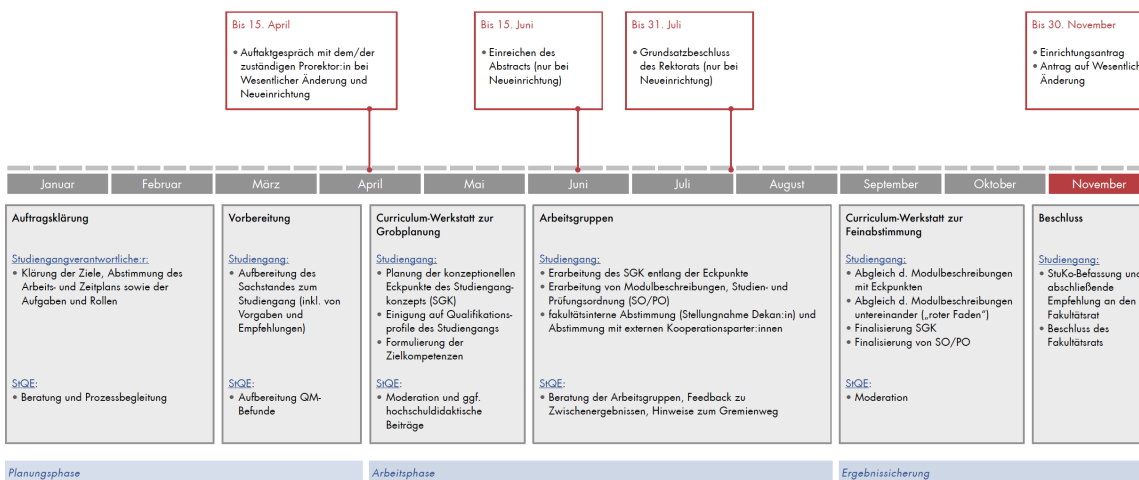 Bis 15. April
• Auftaktgespräch mit dem/der
zuständigen Prorektor:in bei
Wesentlicher Änderung und
Neueinrichtung
Bis 15. Juni
• Einreichen des
Abstracts (nur bei
Neueinrichtung)
Bis 31. Juli
• Grundsatzbeschluss
des Rektorats (nur bei
Neueinrichtung)
Bis 30. November
• Einrichtungsantrag
• Antrag auf Wesentlich
Änderung
Januar
Februar
März
April
Mai
Juni
Juli
August
September
Oktober
November
Auftragsklärung
Studiengangverantwortliche:r:
• Klärung der Ziele, Abstimmung des
Arbeits- und Zeitplans sowie der
Aufgaben und Rollen
StQE:
• Beratung und Prozessbegleitung
Vorbereitung
Studiengang:
• Aufbereitung des
Sachstandes zum
Studiengang (inkl. von
Vorgaben und
Empfehlungen)
StQE:
• Aufbereitung QM-
Befunde
Curriculum-Werkstatt zur
Grobplanung
Studiengang:
• Planung der konzeptionellen
Eckpunkte des Studiengang-
konzepts (SGK)
• Einigung auf Qualifikations-
profile des Studiengangs
• Formulierung der
Zielkompetenzen
StQE:
• Moderation und ggf.
hochschuldidaktische
Beiträge
Arbeitsgruppen
Studiengang:
• Erarbeitung des SGK entlang der Eckpunkte
• Erarbeitung von Modulbeschreibungen, Studien- und
Prüfungsordnung (SO/PO)
• fakultätsinterne Abstimmung (Stellungnahme Dekan:in) und
Abstimmung mit externen Kooperationsparter:innen
StQE:
• Beratung der Arbeitsgruppen, Feedback zu
Zwischenergebnissen, Hinweise zum Gremienweg
Curriculum-Werkstatt zur
Feinabstimmung
Studiengang:
• Abgleich d. Modulbeschreibungen
mit Eckpunkten
• Abgleich d. Modulbeschreibungen
untereinander („roter Faden")
• Finalisierung SGK
• Finalisierung von SO/PO
StQE:
• Moderation
Beschluss
Studiengang:
• StuKo-Befassung und
abschließende
Empfehlung an den
Fakultätsrat
• Beschluss des
Fakultätsrats
Planungsphase
Arbeitsphase
Ergebnissicherung